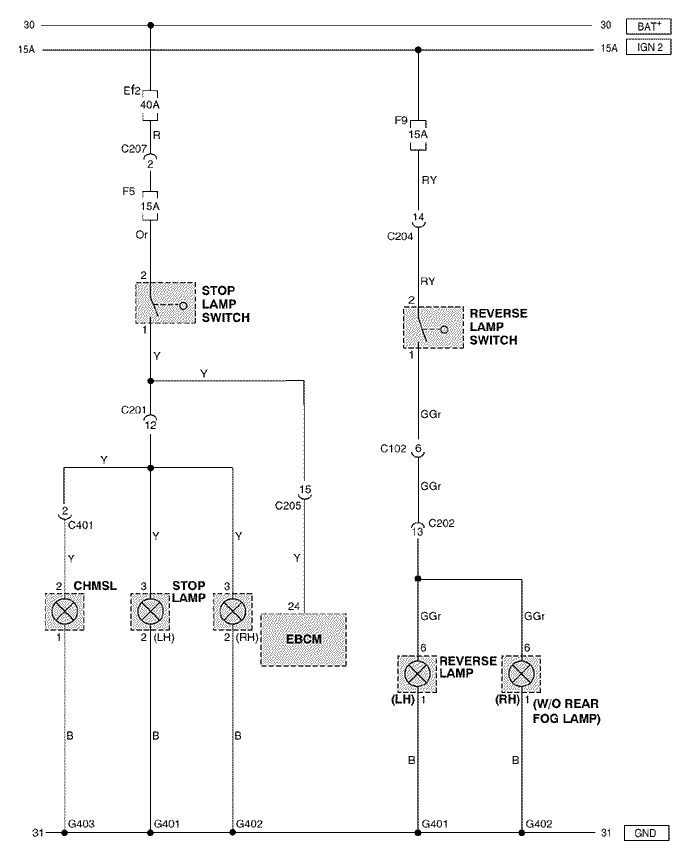 30 30 BAT+
15A 15A IGN 2
Ef2
40A
F9
15A
R
C207
2
RY
F5
15A
14
C204
Or
2
STOP
LAMP
SWITCH
RY
2
REVERSE
LAMP
SWITCH
1
1
Y
Y
C201
12
GGr
C102 6
Y
15
C205
GGr
2
C401
C202
13
Y Y Y Y
2 CHMSL 3 STOP
LAMP 3
24
EBCM
GGr GGr
1 2 (LH) 2 (RH)
6 REVERSE
LAMP 6
(LH) 1 (RH) 1 (W/O REAR
FOG LAMP)
B B B B B
31 G403 G401 G402 G401 G402 31 GND